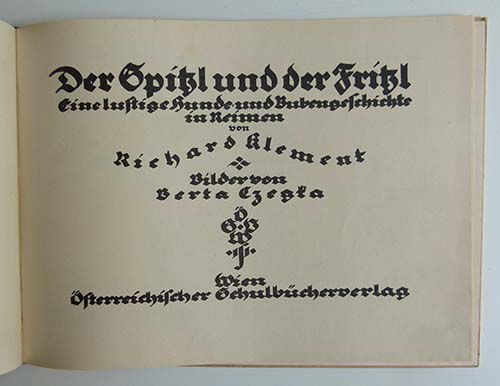 Der Spitzl und der Fritzl
Eine lustige Hunde und Bubengeschichte
in Reimen
von
Richard Klement
Bilder von
Berta Czegka
Ö
S·B
W
Wien
Österreichischer Schulbücherverlag